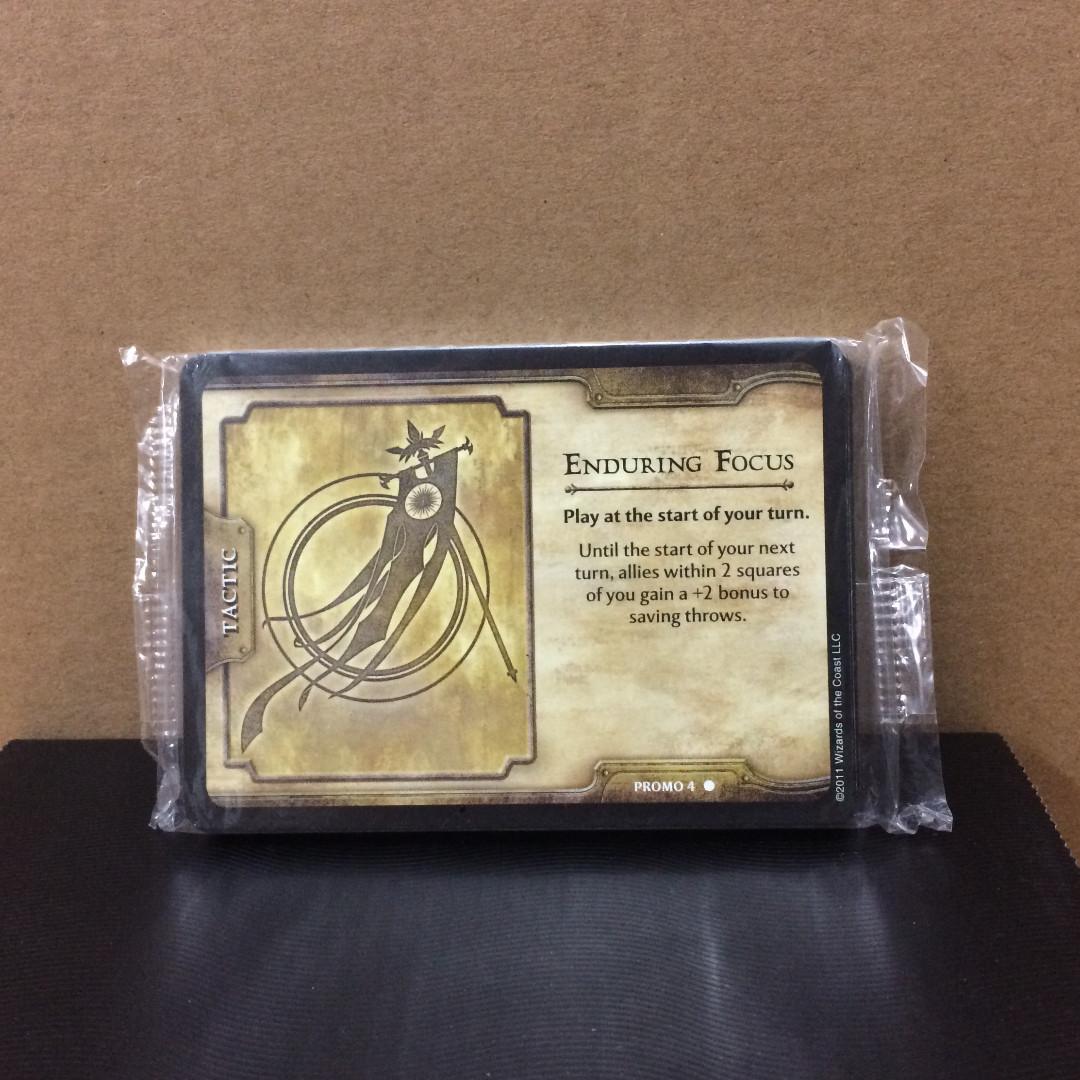 TACTIC
ENDURING FOCUS
Play at the start of your turn.
Until the start of your next
turn, allies within 2 squares
of you gain a +2 bonus to
saving throws.
PROMO 4
©2011 Wizards of the Coast LLC